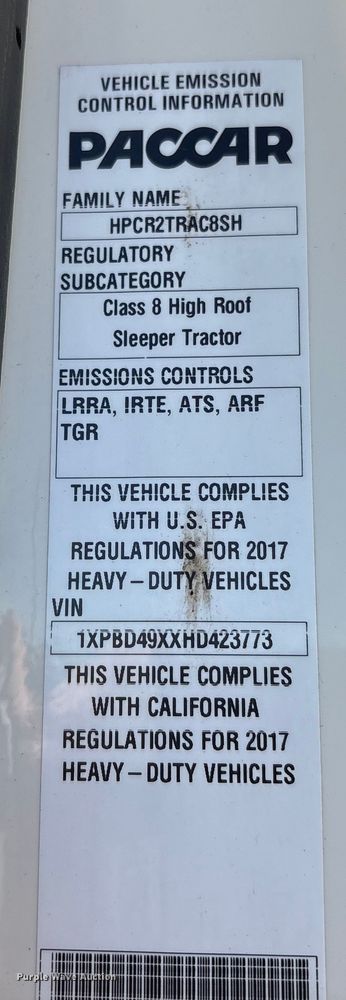 VEHICLE EMISSION
CONTROL INFORMATION
PACCAR
FAMILY NAME
HPCR2TRAC8SH
REGULATORY
SUBCATEGORY
Class 8 High Roof
Sleeper Tractor
EMISSIONS CONTROLS
LRRA, IRTE, ATS, ARF
TGR
THIS VEHICLE COMPLIES
WITH U.S. EPA
REGULATIONS FOR 2017
HEAVY – DUTY VEHICLES
VIN
1XPBD49XXHD423773
THIS VEHICLE COMPLIES
WITH CALIFORNIA
REGULATIONS FOR 2017
HEAVY – DUTY VEHICLES
Purple Wave Auction